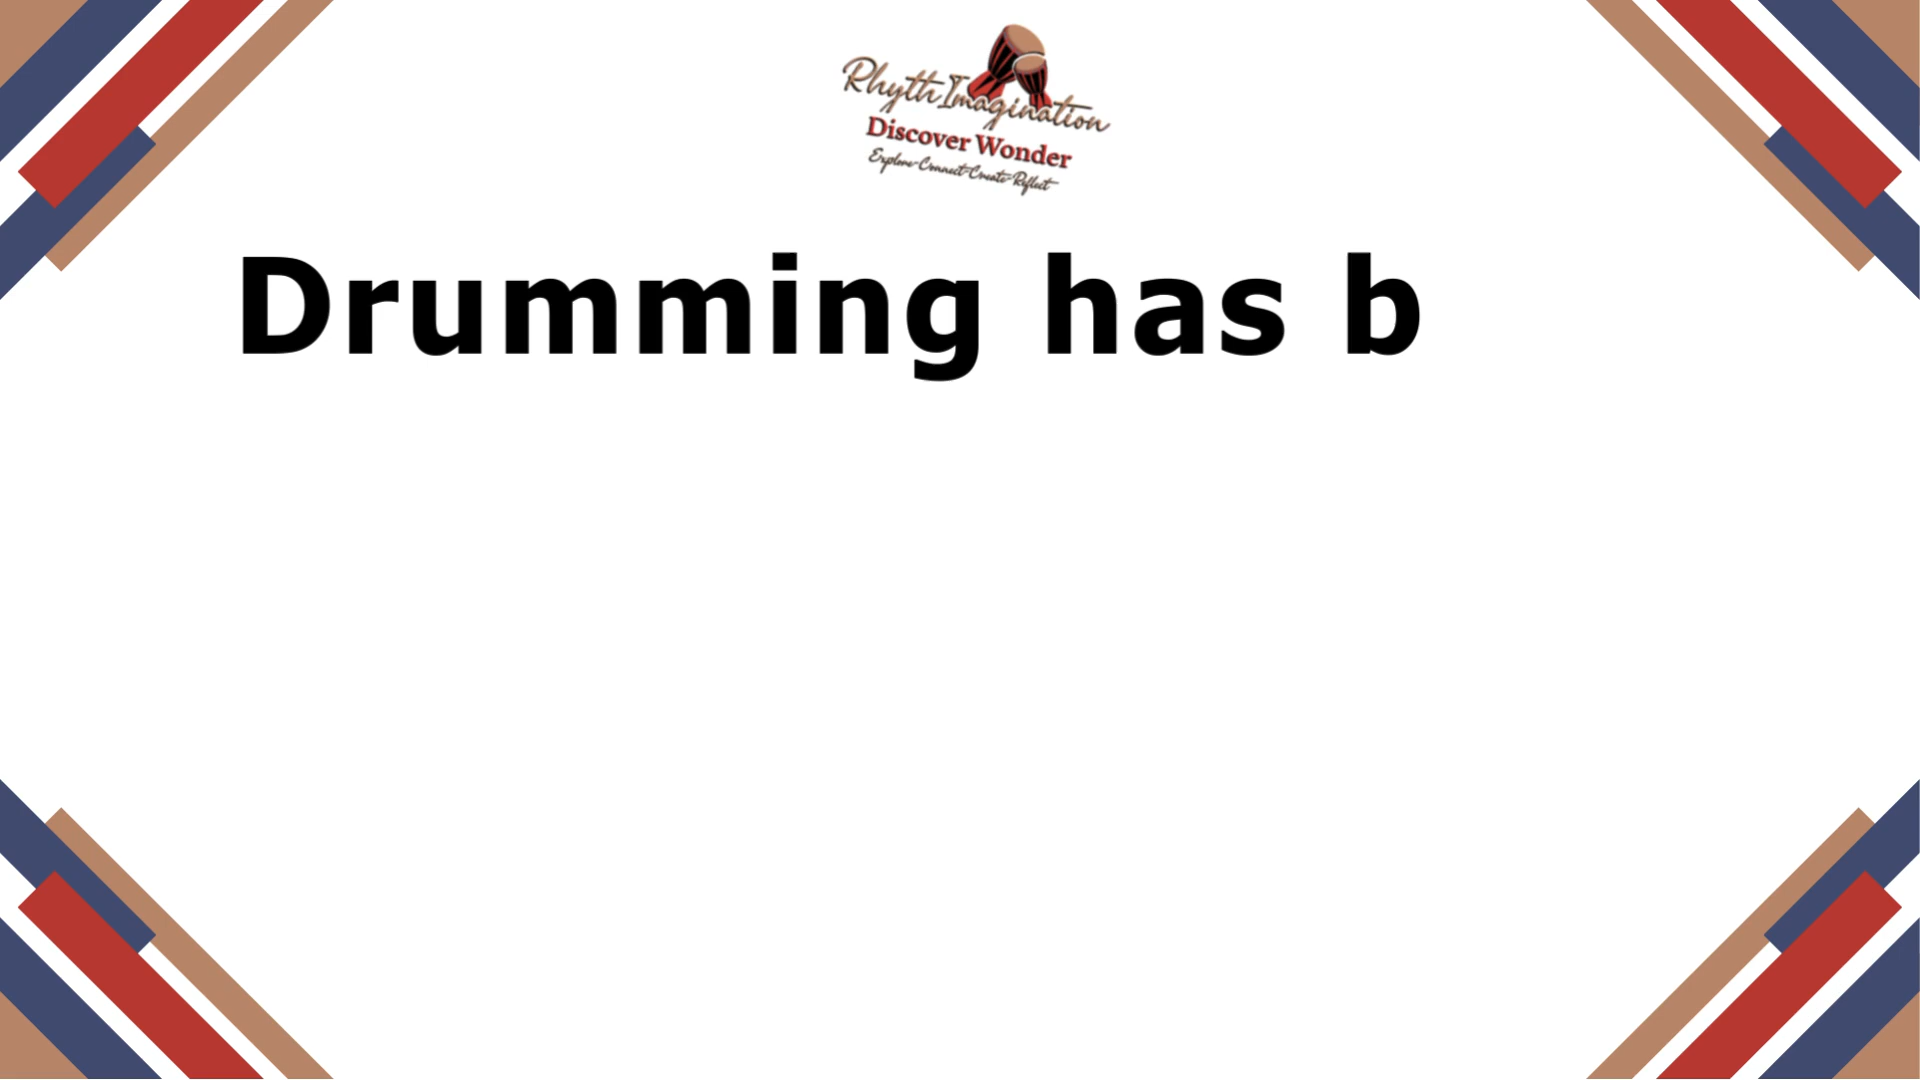 RhythImagination
Discover Wonder
Explore-Connect-Create-Reflect
Drumming has b